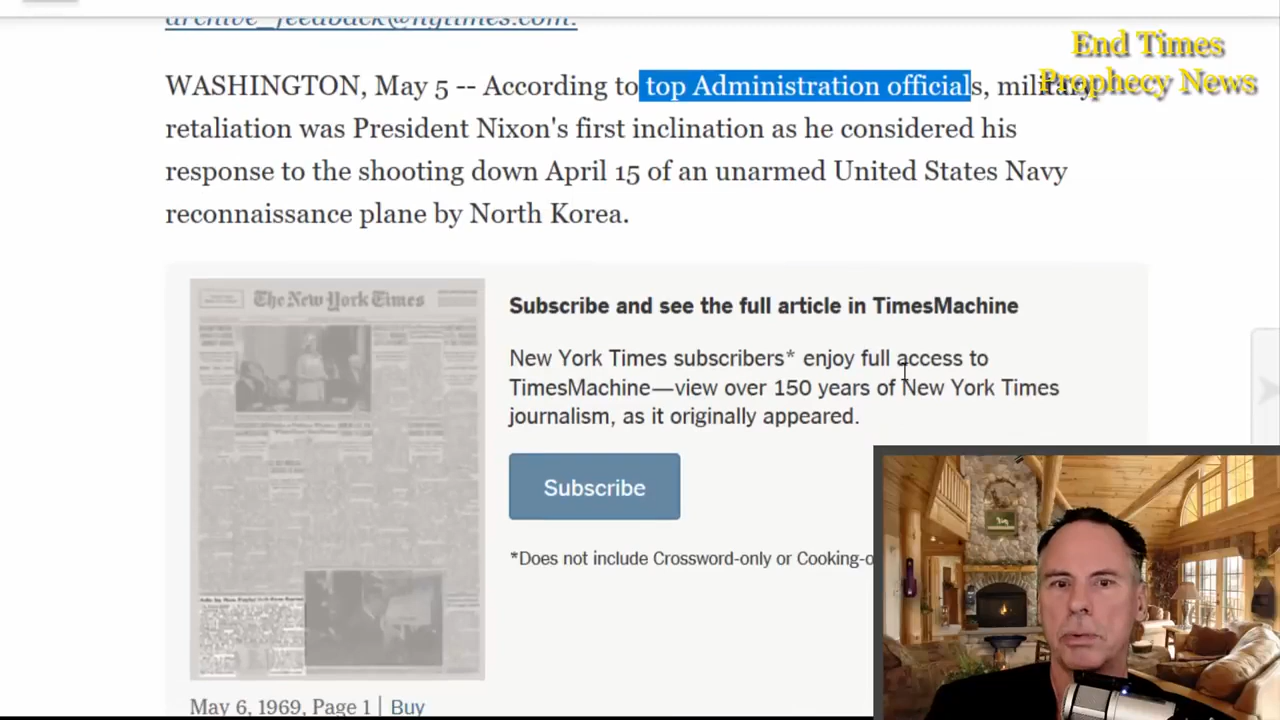 archive_feedback@nytimes.com.
End Times
Prophecy News
WASHINGTON, May 5 -- According to top Administration officials, military
retaliation was President Nixon's first inclination as he considered his
response to the shooting down April 15 of an unarmed United States Navy
reconnaissance plane by North Korea.
The New York Times
Subscribe and see the full article in TimesMachine
New York Times subscribers* enjoy full access to
TimesMachine—view over 150 years of New York Times
journalism, as it originally appeared.
Subscribe
*Does not include Crossword-only or Cooking-o
May 6, 1969, Page 1 | Buy